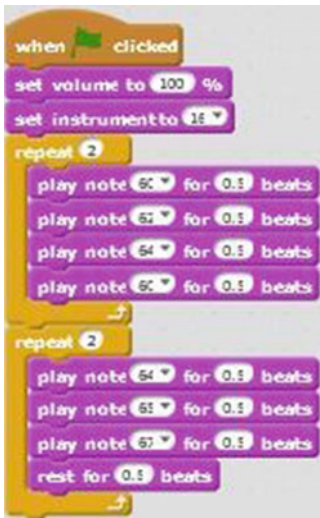 when clicked
set volume to 100 %
set instrument to 16
repeat 2
play note 60 for 0.5 beats
play note 62 for 0.5 beats
play note 64 for 0.5 beats
play note 60 for 0.5 beats
repeat 2
play note 64 for 0.5 beats
play note 65 for 0.5 beats
play note 67 for 0.5 beats
rest for 0.5 beats